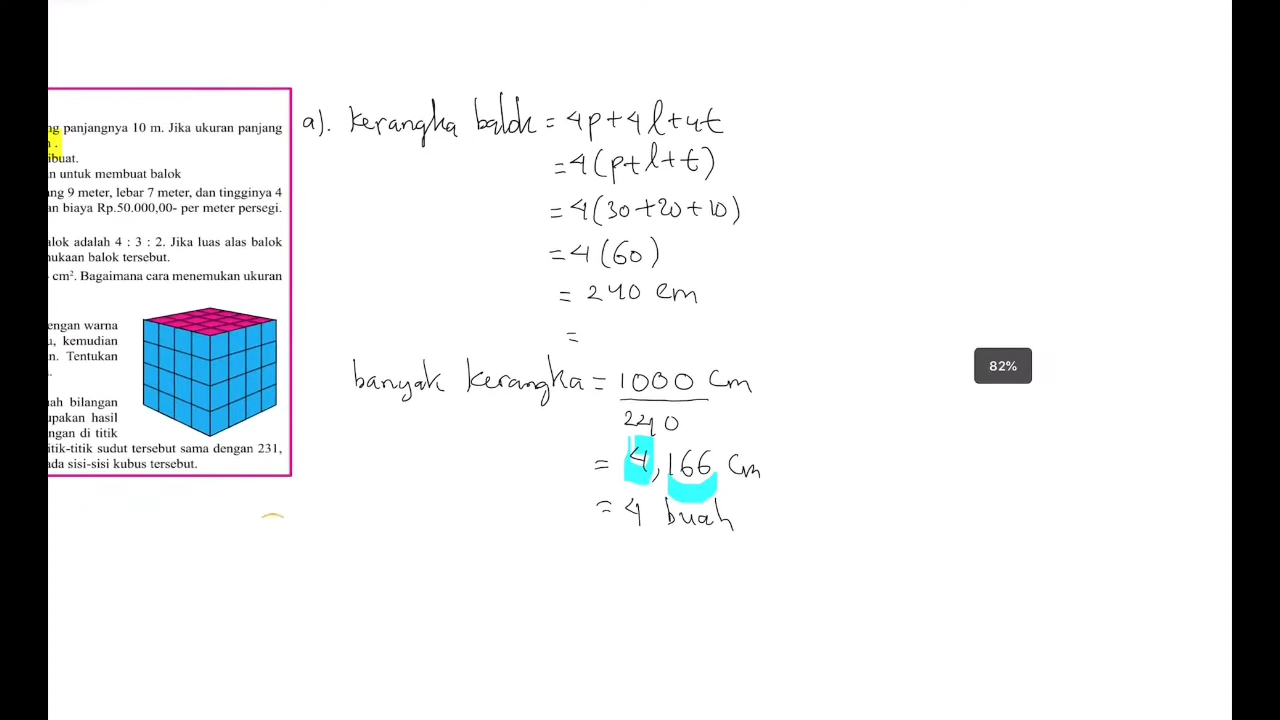 ng panjangnya 10 m. Jika ukuran panjang
ibuat.
n untuk membuat balok
ang 9 meter, lebar 7 meter, dan tingginya 4
an biaya Rp.50.000,00- per meter persegi.
alok adalah 4 : 3 : 2. Jika luas alas balok
mukaan balok tersebut.
cm². Bagaimana cara menemukan ukuran
engan warna
u, kemudian
n. Tentukan
ah bilangan
upakan hasil
ngan di titik
itik-titik sudut tersebut sama dengan 231,
ada sisi-sisi kubus tersebut.
a). kerangka balok = 4p+4l+4t
= 4(p+l+t)
= 4(30+20+10)
= 4(60)
= 240 cm
=
banyak kerangka = 1000 cm
240
= 4,166 cm
= 4 buah
82%